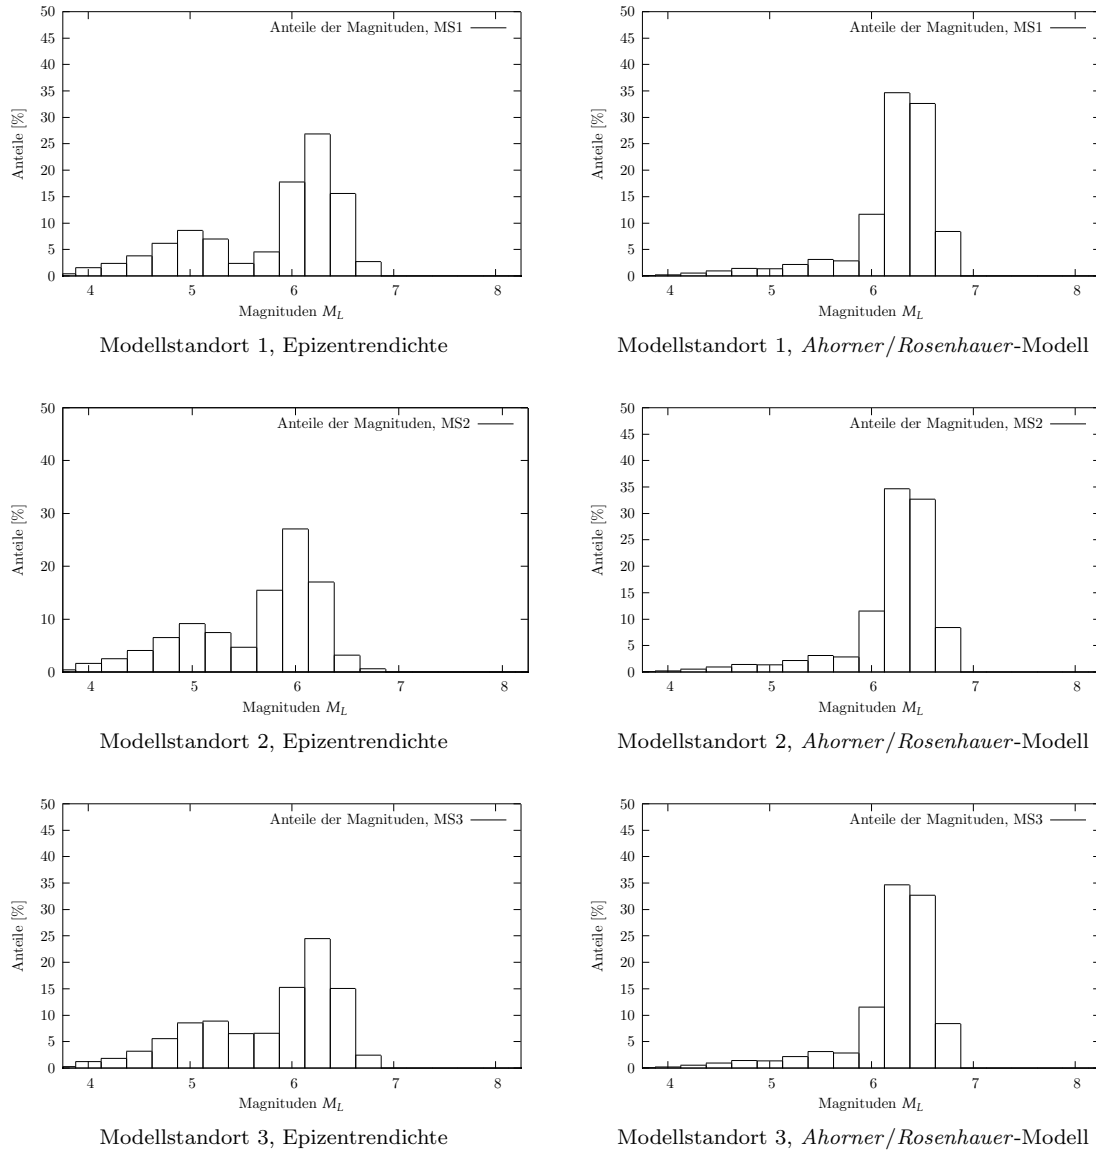 Anteile der Magnituden, MS1
50
45
40
35
30
25
20
15
10
5
0
Anteile [%]
4 5 6 7 8
Magnituden M_L
Modellstandort 1, Epizentrendichte
Anteile der Magnituden, MS1
50
45
40
35
30
25
20
15
10
5
0
Anteile [%]
4 5 6 7 8
Magnituden M_L
Modellstandort 1, Ahorner/Rosenhauer-Modell
Anteile der Magnituden, MS2
50
40
30
20
10
0
Anteile [%]
4 5 6 7 8
Magnituden M_L
Modellstandort 2, Epizentrendichte
Anteile der Magnituden, MS2
50
45
40
35
30
25
20
15
10
5
0
Anteile [%]
4 5 6 7 8
Magnituden M_L
Modellstandort 2, Ahorner/Rosenhauer-Modell
Anteile der Magnituden, MS3
50
45
40
35
30
25
20
15
10
5
0
Anteile [%]
4 5 6 7 8
Magnituden M_L
Modellstandort 3, Epizentrendichte
Anteile der Magnituden, MS3
50
45
40
35
30
25
20
15
10
5
0
Anteile [%]
4 5 6 7 8
Magnituden M_L
Modellstandort 3, Ahorner/Rosenhauer-Modell